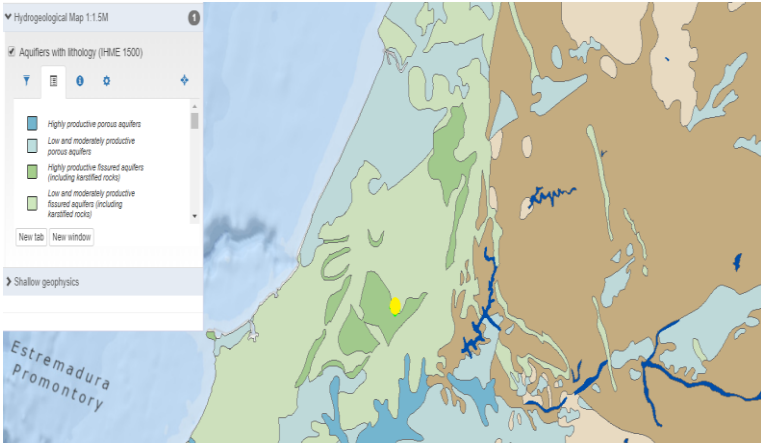 Hydrogeological Map 1:1.5M
1
Aquifers with lithology (IHME 1500)
Highly productive porous aquifers
Low and moderately productive
porous aquifers
Highly productive fissured aquifers
(including karstified rocks)
Low and moderately productive
fissured aquifers (including
karstified rocks)
New tab
New window
Shallow geophysics
Estremadura
Promontory